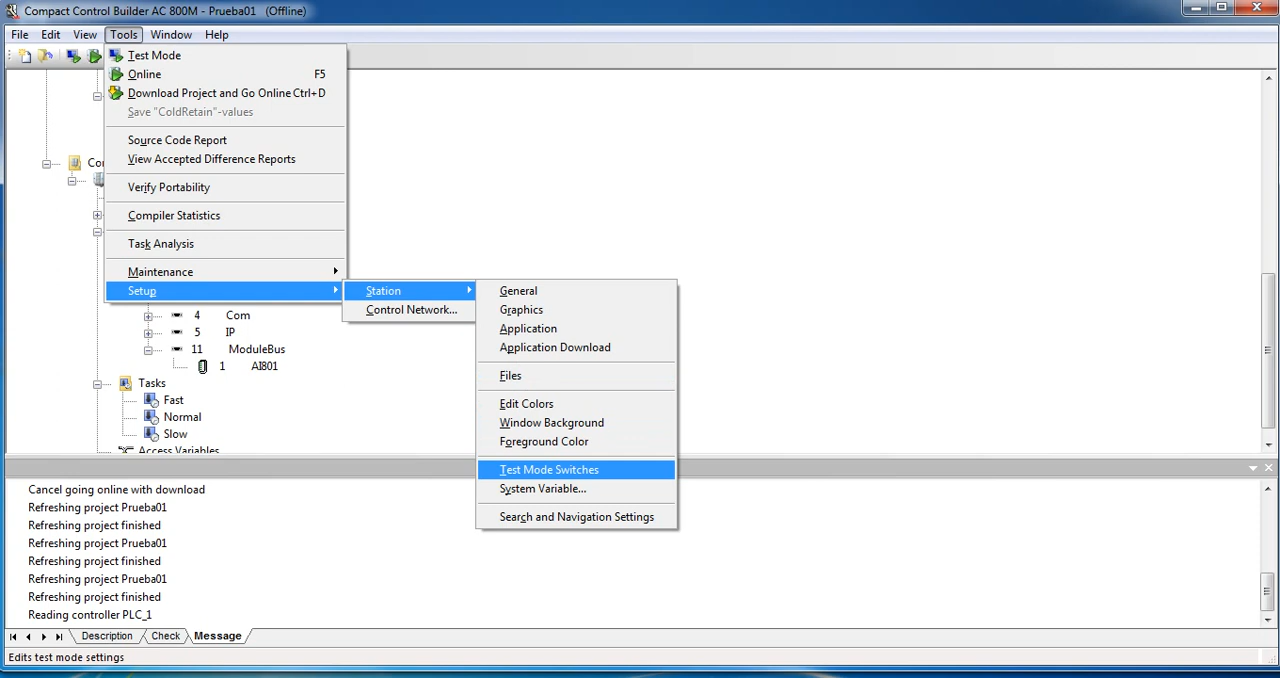 Compact Control Builder AC 800M - Prueba01   (Offline)
File Edit View Tools Window Help
Test Mode
Online F5
Download Project and Go Online Ctrl+D
Save "ColdRetain"-values
Source Code Report
View Accepted Difference Reports
Verify Portability
Compiler Statistics
Task Analysis
Maintenance
Setup
Station
Control Network...
General
Graphics
Application
Application Download
Files
Edit Colors
Window Background
Foreground Color
Test Mode Switches
System Variable...
Search and Navigation Settings
Co
4 Com
5 IP
11 ModuleBus
1 AI801
Tasks
Fast
Normal
Slow
Access Variables
Cancel going online with download
Refreshing project Prueba01
Refreshing project finished
Refreshing project Prueba01
Refreshing project finished
Refreshing project Prueba01
Refreshing project finished
Reading controller PLC_1
Description Check Message
Edits test mode settings